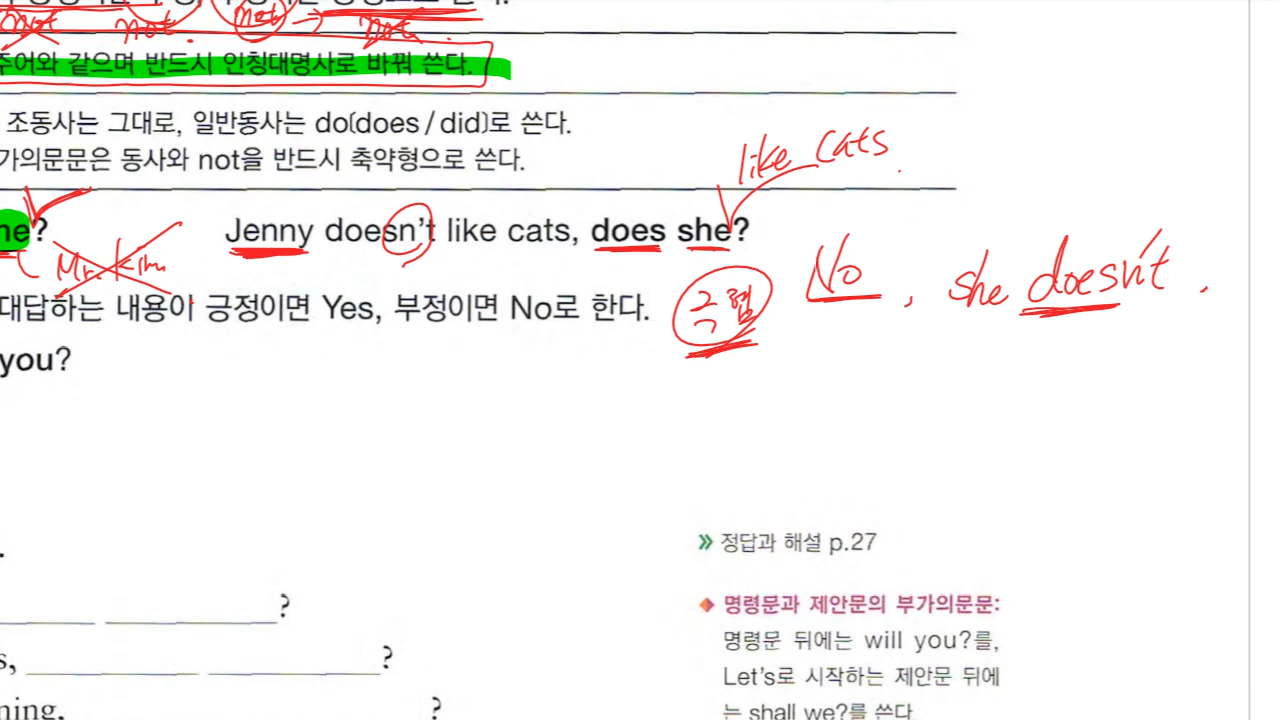 not not. not → not.
주어와 같으며 반드시 인칭대명사로 바꿔 쓴다.
조동사는 그대로, 일반동사는 do(does / did)로 쓴다.
가의문문은 동사와 not을 반드시 축약형으로 쓴다.
like cats.
he? Jenny doesn't like cats, does she?
Mr. Kim
No, she doesn't.
대답하는 내용이 긍정이면 Yes, 부정이면 No로 한다.
you?
» 정답과 해설 p.27
?
◆ 명령문과 제안문의 부가의문문:
명령문 뒤에는 will you?를,
s, ?
Let's로 시작하는 제안문 뒤에
ning, ?
는 shall we?를 쓴다.